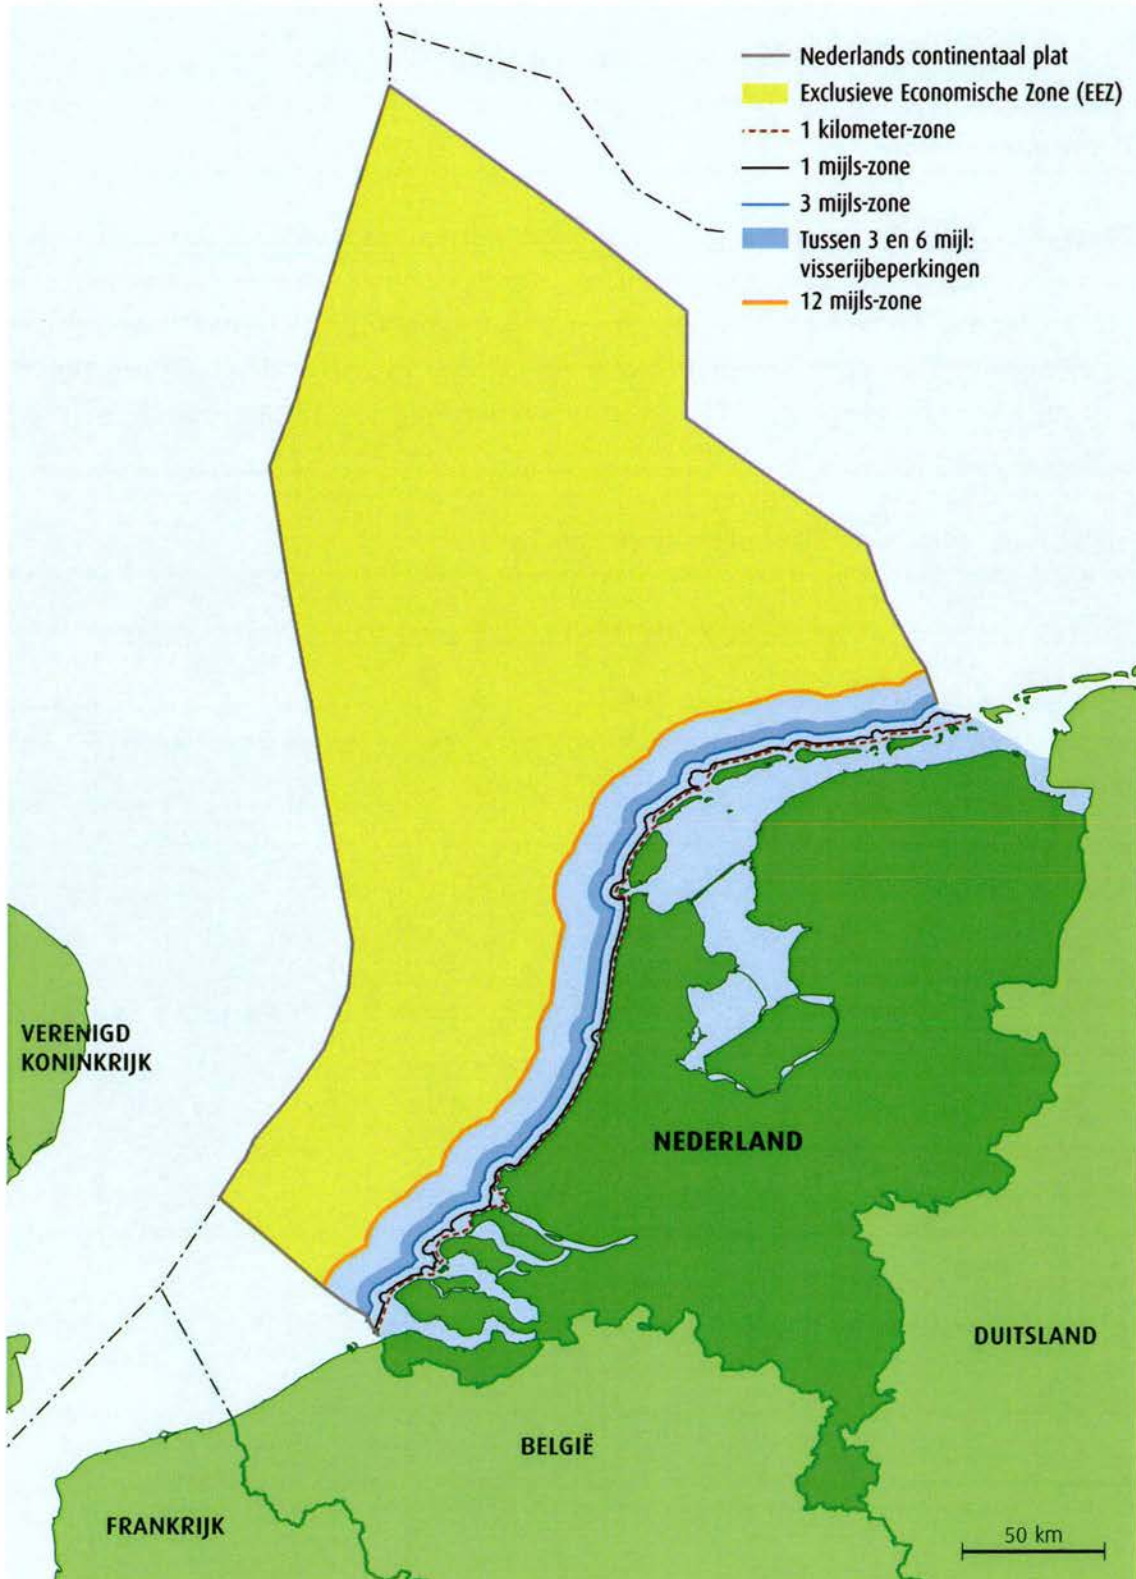 Nederlands continentaal plat
Exclusieve Economische Zone (EEZ)
1 kilometer-zone
1 mijls-zone
3 mijls-zone
Tussen 3 en 6 mijl:
visserijbeperkingen
12 mijls-zone
VERENIGD
KONINKRIJK
NEDERLAND
DUITSLAND
BELGIË
FRANKRIJK
50 km